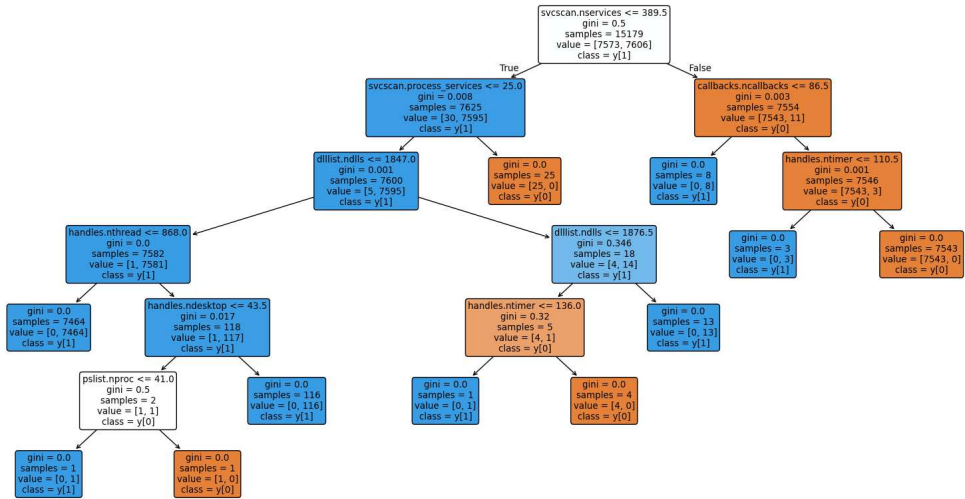 svcscan.nservices <= 389.5
gini = 0.5
samples = 15179
value = [7573, 7606]
class = y[1]
True
False
svcscan.process_services <= 25.0
gini = 0.008
samples = 7625
value = [30, 7595]
class = y[1]
callbacks.ncallbacks <= 86.5
gini = 0.003
samples = 7554
value = [7543, 11]
class = y[0]
dlllist.ndlls <= 1847.0
gini = 0.001
samples = 7600
value = [5, 7595]
class = y[1]
gini = 0.0
samples = 25
value = [25, 0]
class = y[0]
gini = 0.0
samples = 8
value = [0, 8]
class = y[1]
handles.ntimer <= 110.5
gini = 0.001
samples = 7546
value = [7543, 3]
class = y[0]
handles.nthread <= 868.0
gini = 0.0
samples = 7582
value = [1, 7581]
class = y[1]
dlllist.ndlls <= 1876.5
gini = 0.346
samples = 18
value = [4, 14]
class = y[1]
gini = 0.0
samples = 3
value = [0, 3]
class = y[1]
gini = 0.0
samples = 7543
value = [7543, 0]
class = y[0]
gini = 0.0
samples = 7464
value = [0, 7464]
class = y[1]
handles.ndesktop <= 43.5
gini = 0.017
samples = 118
value = [1, 117]
class = y[1]
handles.ntimer <= 136.0
gini = 0.32
samples = 5
value = [4, 1]
class = y[0]
gini = 0.0
samples = 13
value = [0, 13]
class = y[1]
pslist.nproc <= 41.0
gini = 0.5
samples = 2
value = [1, 1]
class = y[0]
gini = 0.0
samples = 116
value = [0, 116]
class = y[1]
gini = 0.0
samples = 1
value = [0, 1]
class = y[1]
gini = 0.0
samples = 4
value = [4, 0]
class = y[0]
gini = 0.0
samples = 1
value = [0, 1]
class = y[1]
gini = 0.0
samples = 1
value = [1, 0]
class = y[0]